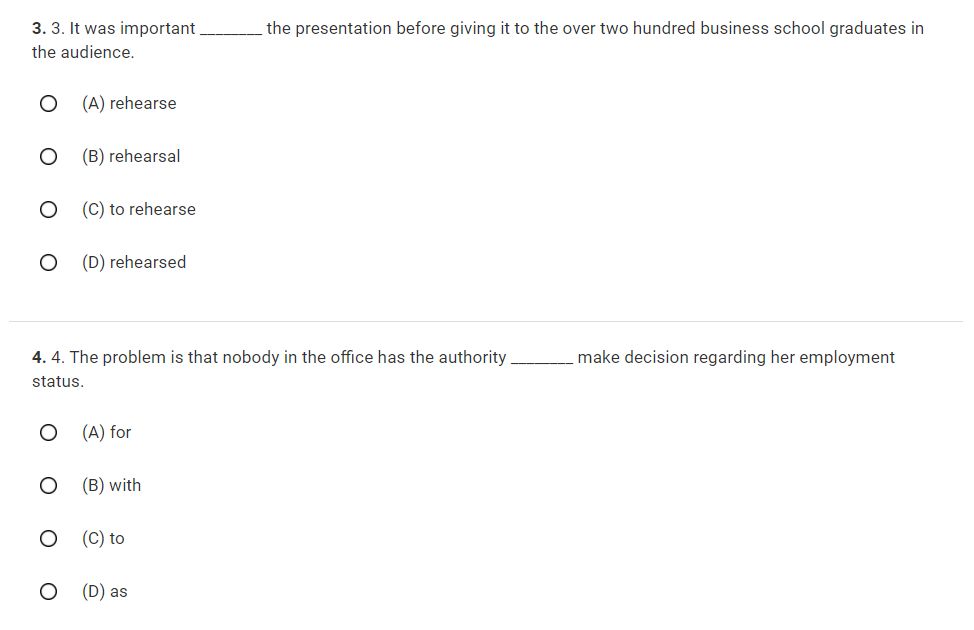 3. 3. It was important ________ the presentation before giving it to the over two hundred business school graduates in
the audience.
(A) rehearse
(B) rehearsal
(C) to rehearse
(D) rehearsed
4. 4. The problem is that nobody in the office has the authority ________ make decision regarding her employment
status.
(A) for
(B) with
(C) to
(D) as